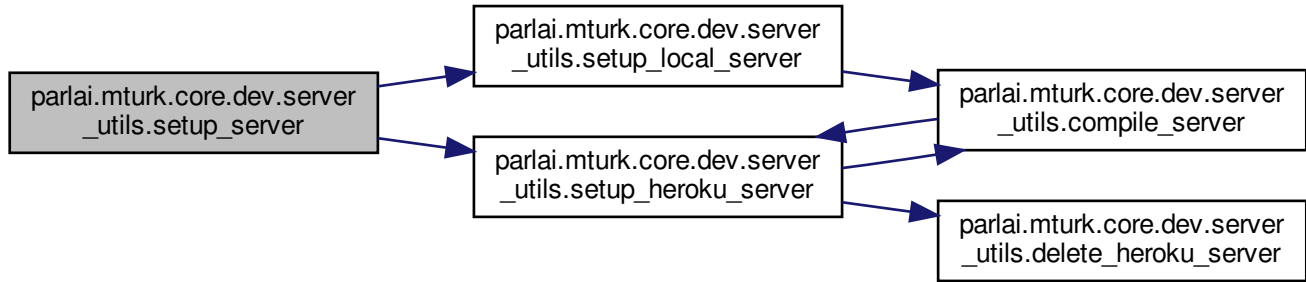 parlai.mturk.core.dev.server
_utils.setup_server
parlai.mturk.core.dev.server
_utils.setup_local_server
parlai.mturk.core.dev.server
_utils.setup_heroku_server
parlai.mturk.core.dev.server
_utils.compile_server
parlai.mturk.core.dev.server
_utils.delete_heroku_server